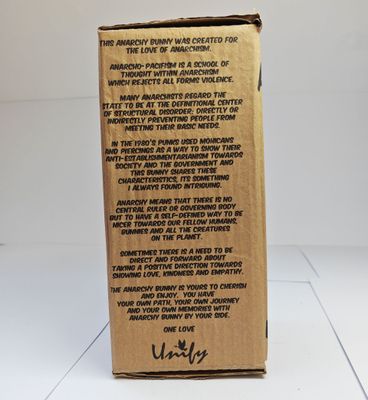 THIS ANARCHY BUNNY WAS CREATED FOR
THE LOVE OF ANARCHISM.
ANARCHO- PACIFISM IS A SCHOOL OF
THOUGHT WITHIN ANARCHISM
WHICH REJECTS ALL FORMS VIOLENCE.
MANY ANARCHISTS REGARD THE
STATE TO BE AT THE DEFINITIONAL CENTER
OF STRUCTURAL DISORDER; DIRECTLY OR
INDIRECTLY PREVENTING PEOPLE FROM
MEETING THEIR BASIC NEEDS.
IN THE 1980'S PUNKS USED MOHICANS
AND PIERCINGS AS A WAY TO SHOW THEIR
ANTI-ESTABLISHMENTARIANISM TOWARDS
SOCIETY AND THE GOVERNMENT AND
THIS BUNNY SHARES THESE
CHARACTERISTICS, ITS SOMETHING
I ALWAYS FOUND INTRIGUING.
ANARCHY MEANS THAT THERE IS NO
CENTRAL RULER OR GOVERNING BODY
BUT TO HAVE A SELF-DEFINED WAY TO BE
NICER TOWARDS OUR FELLOW HUMANS,
BUNNIES AND ALL THE CREATURES
ON THE PLANET.
SOMETIMES THERE IS A NEED TO BE
DIRECT AND FORWARD ABOUT
TAKING A POSITIVE DIRECTION TOWARDS
SHOWING LOVE, KINDNESS AND EMPATHY.
THE ANARCHY BUNNY IS YOURS TO CHERISH
AND ENJOY. YOU HAVE
YOUR OWN PATH, YOUR OWN JOURNEY
AND YOUR OWN MEMORIES WITH
ANARCHY BUNNY BY YOUR SIDE.
ONE LOVE
Unify